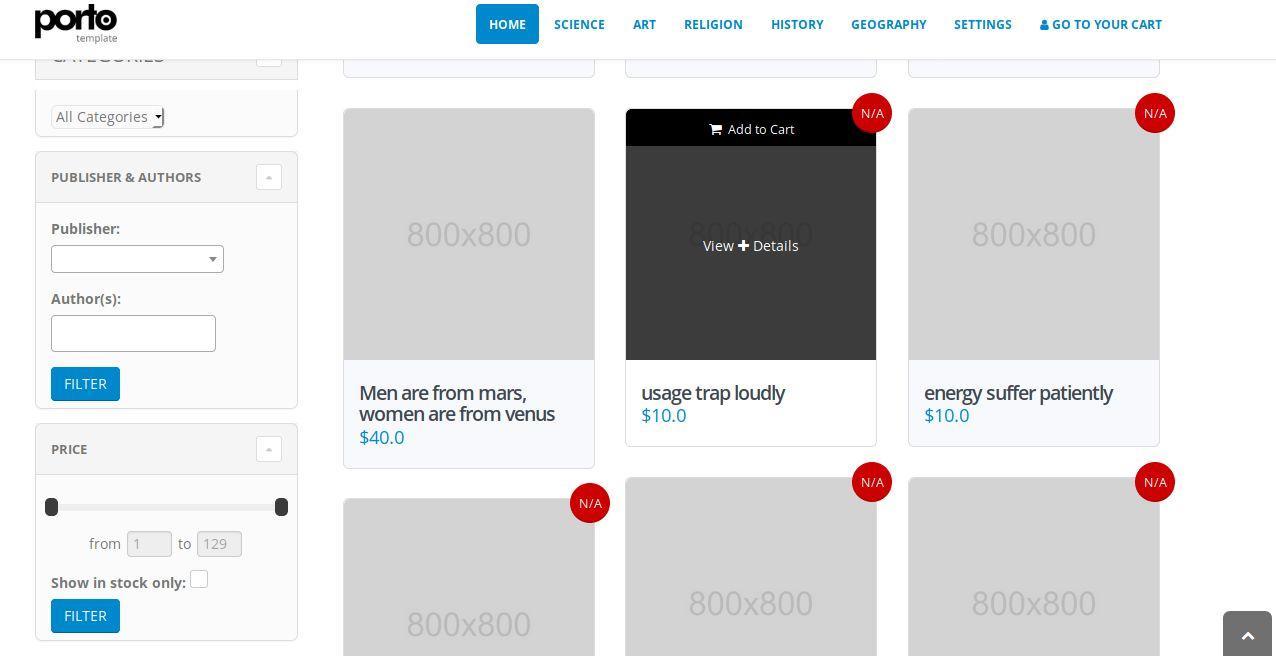 porto
template
HOME SCIENCE ART RELIGION HISTORY GEOGRAPHY SETTINGS GO TO YOUR CART
CATEGORIES
All Categories
PUBLISHER & AUTHORS
Publisher:
Author(s):
FILTER
PRICE
from 1 to 129
Show in stock only:
FILTER
800x800
Men are from mars,
women are from venus
$40.0
N/A
Add to Cart
800x800
View Details
usage trap loudly
$10.0
N/A
800x800
energy suffer patiently
$10.0
N/A
800x800
N/A
800x800
N/A
800x800